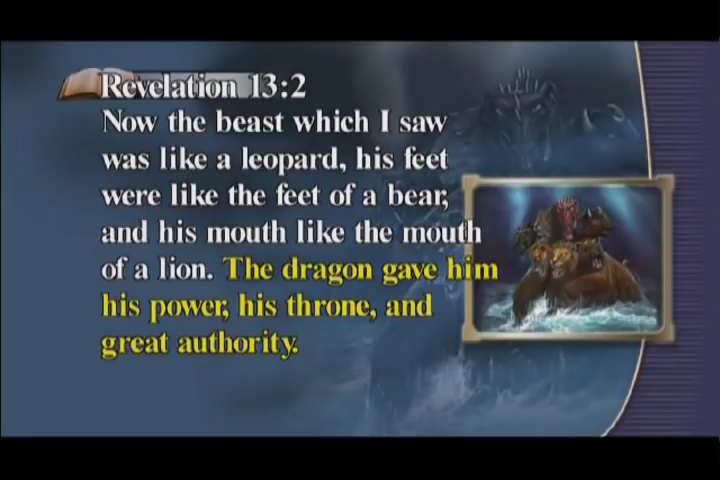 Revelation 13:2
Now the beast which I saw
was like a leopard, his feet
were like the feet of a bear,
and his mouth like the mouth
of a lion. The dragon gave him
his power, his throne, and
great authority.